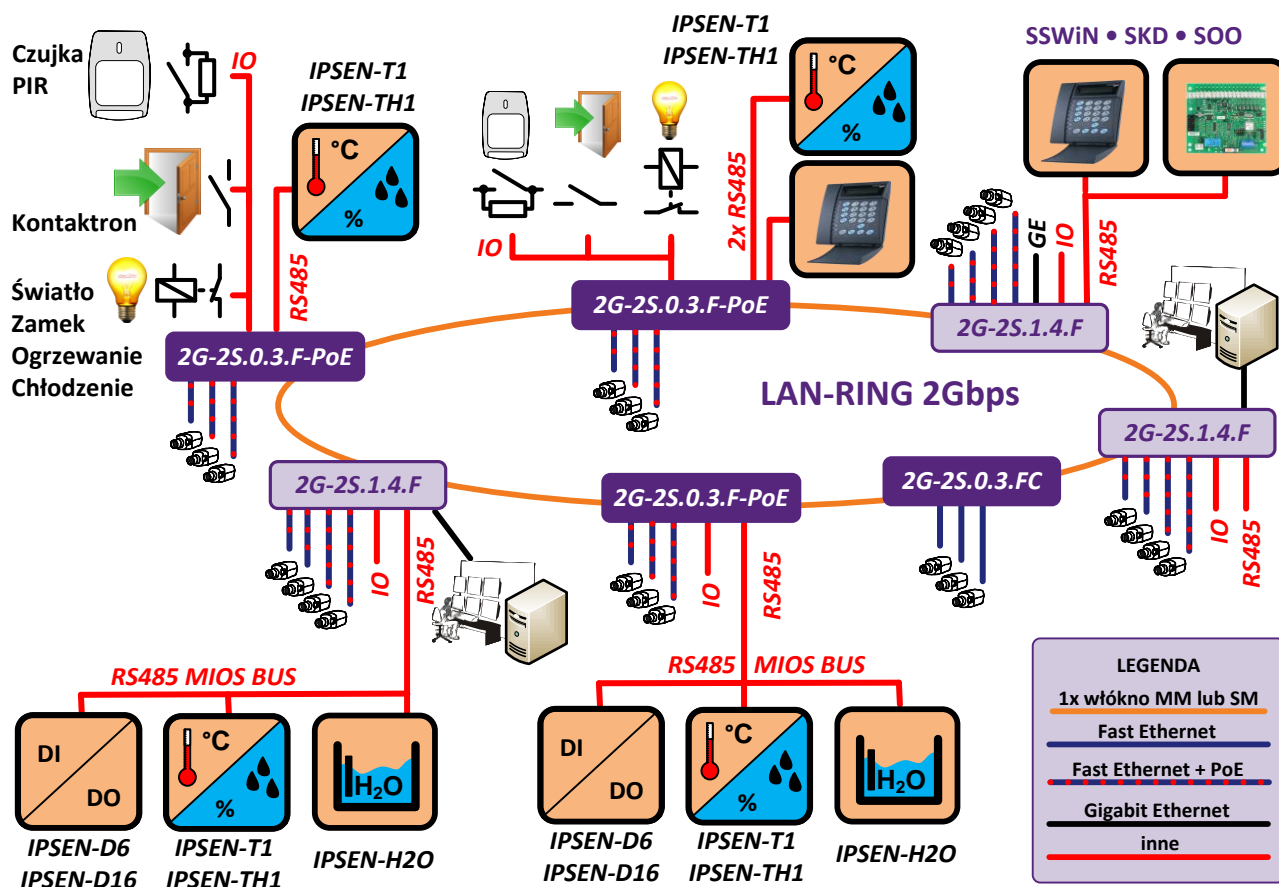 Czujka
PIR
IO
IPSEN-T1
IPSEN-TH1
°C
%
Kontaktron
RS485
Światło
Zamek
Ogrzewanie
Chłodzenie
2G-2S.0.3.F-PoE
IPSEN-T1
IPSEN-TH1
°C
%
IO
2x RS485
2G-2S.0.3.F-PoE
SSWiN • SKD • SOO
GE
IO
RS485
2G-2S.1.4.F
LAN-RING 2Gbps
2G-2S.1.4.F
IO
RS485
2G-2S.0.3.FC
2G-2S.0.3.F-PoE
IO
RS485
2G-2S.1.4.F
IO
RS485
RS485 MIOS BUS
DI
DO
°C
%
H2O
IPSEN-D6
IPSEN-D16
IPSEN-T1
IPSEN-TH1
IPSEN-H2O
RS485 MIOS BUS
DI
DO
°C
%
H2O
IPSEN-D6
IPSEN-D16
IPSEN-T1
IPSEN-TH1
IPSEN-H2O
LEGENDA
1x włókno MM lub SM
Fast Ethernet
Fast Ethernet + PoE
Gigabit Ethernet
inne